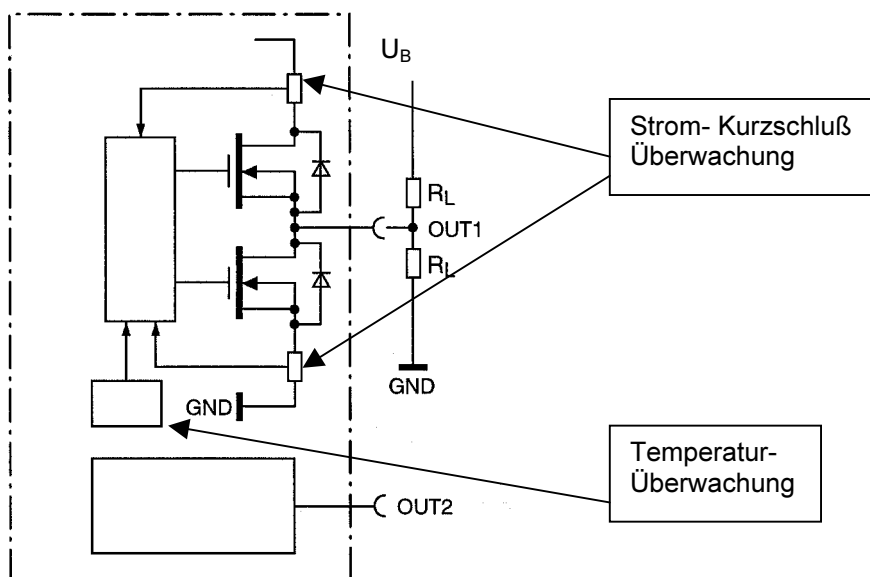 U_B
Strom- Kurzschluß
Überwachung
R_L
OUT1
R_L
GND
GND
Temperatur-
Überwachung
OUT2